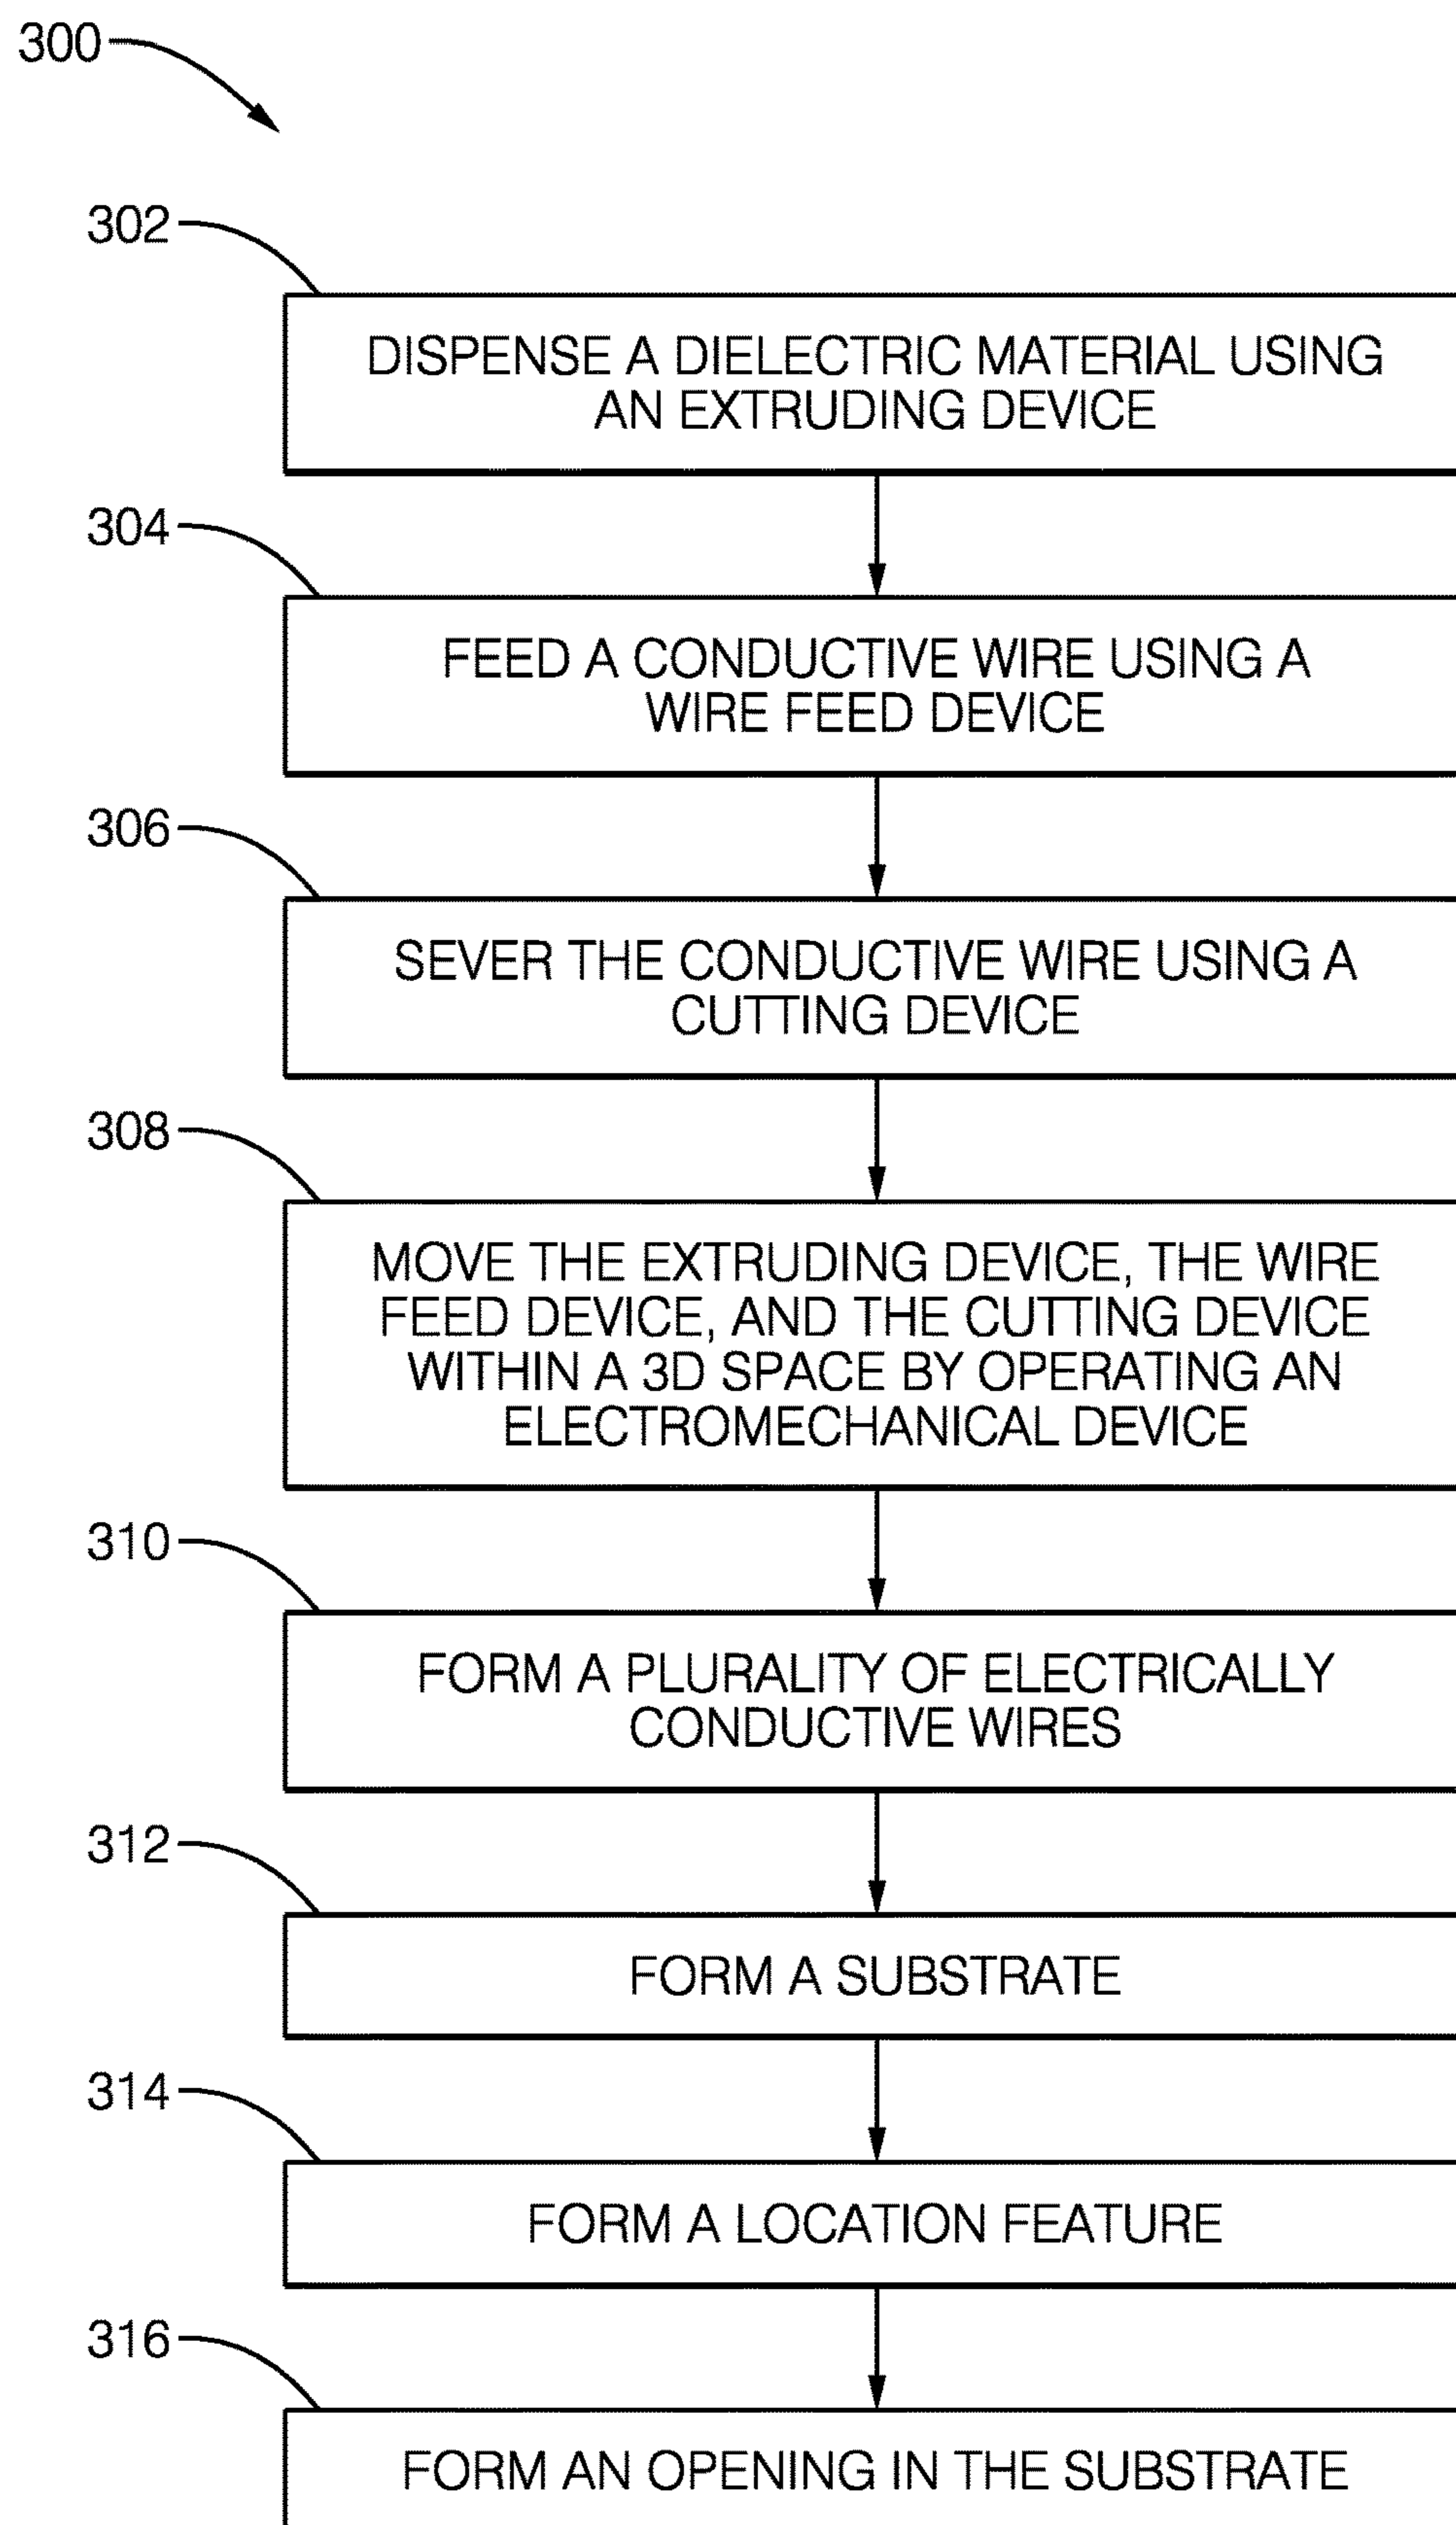 300
302
DISPENSE A DIELECTRIC MATERIAL USING
AN EXTRUDING DEVICE
304
FEED A CONDUCTIVE WIRE USING A
WIRE FEED DEVICE
306
SEVER THE CONDUCTIVE WIRE USING A
CUTTING DEVICE
308
MOVE THE EXTRUDING DEVICE, THE WIRE
FEED DEVICE, AND THE CUTTING DEVICE
WITHIN A 3D SPACE BY OPERATING AN
ELECTROMECHANICAL DEVICE
310
FORM A PLURALITY OF ELECTRICALLY
CONDUCTIVE WIRES
312
FORM A SUBSTRATE
314
FORM A LOCATION FEATURE
316
FORM AN OPENING IN THE SUBSTRATE